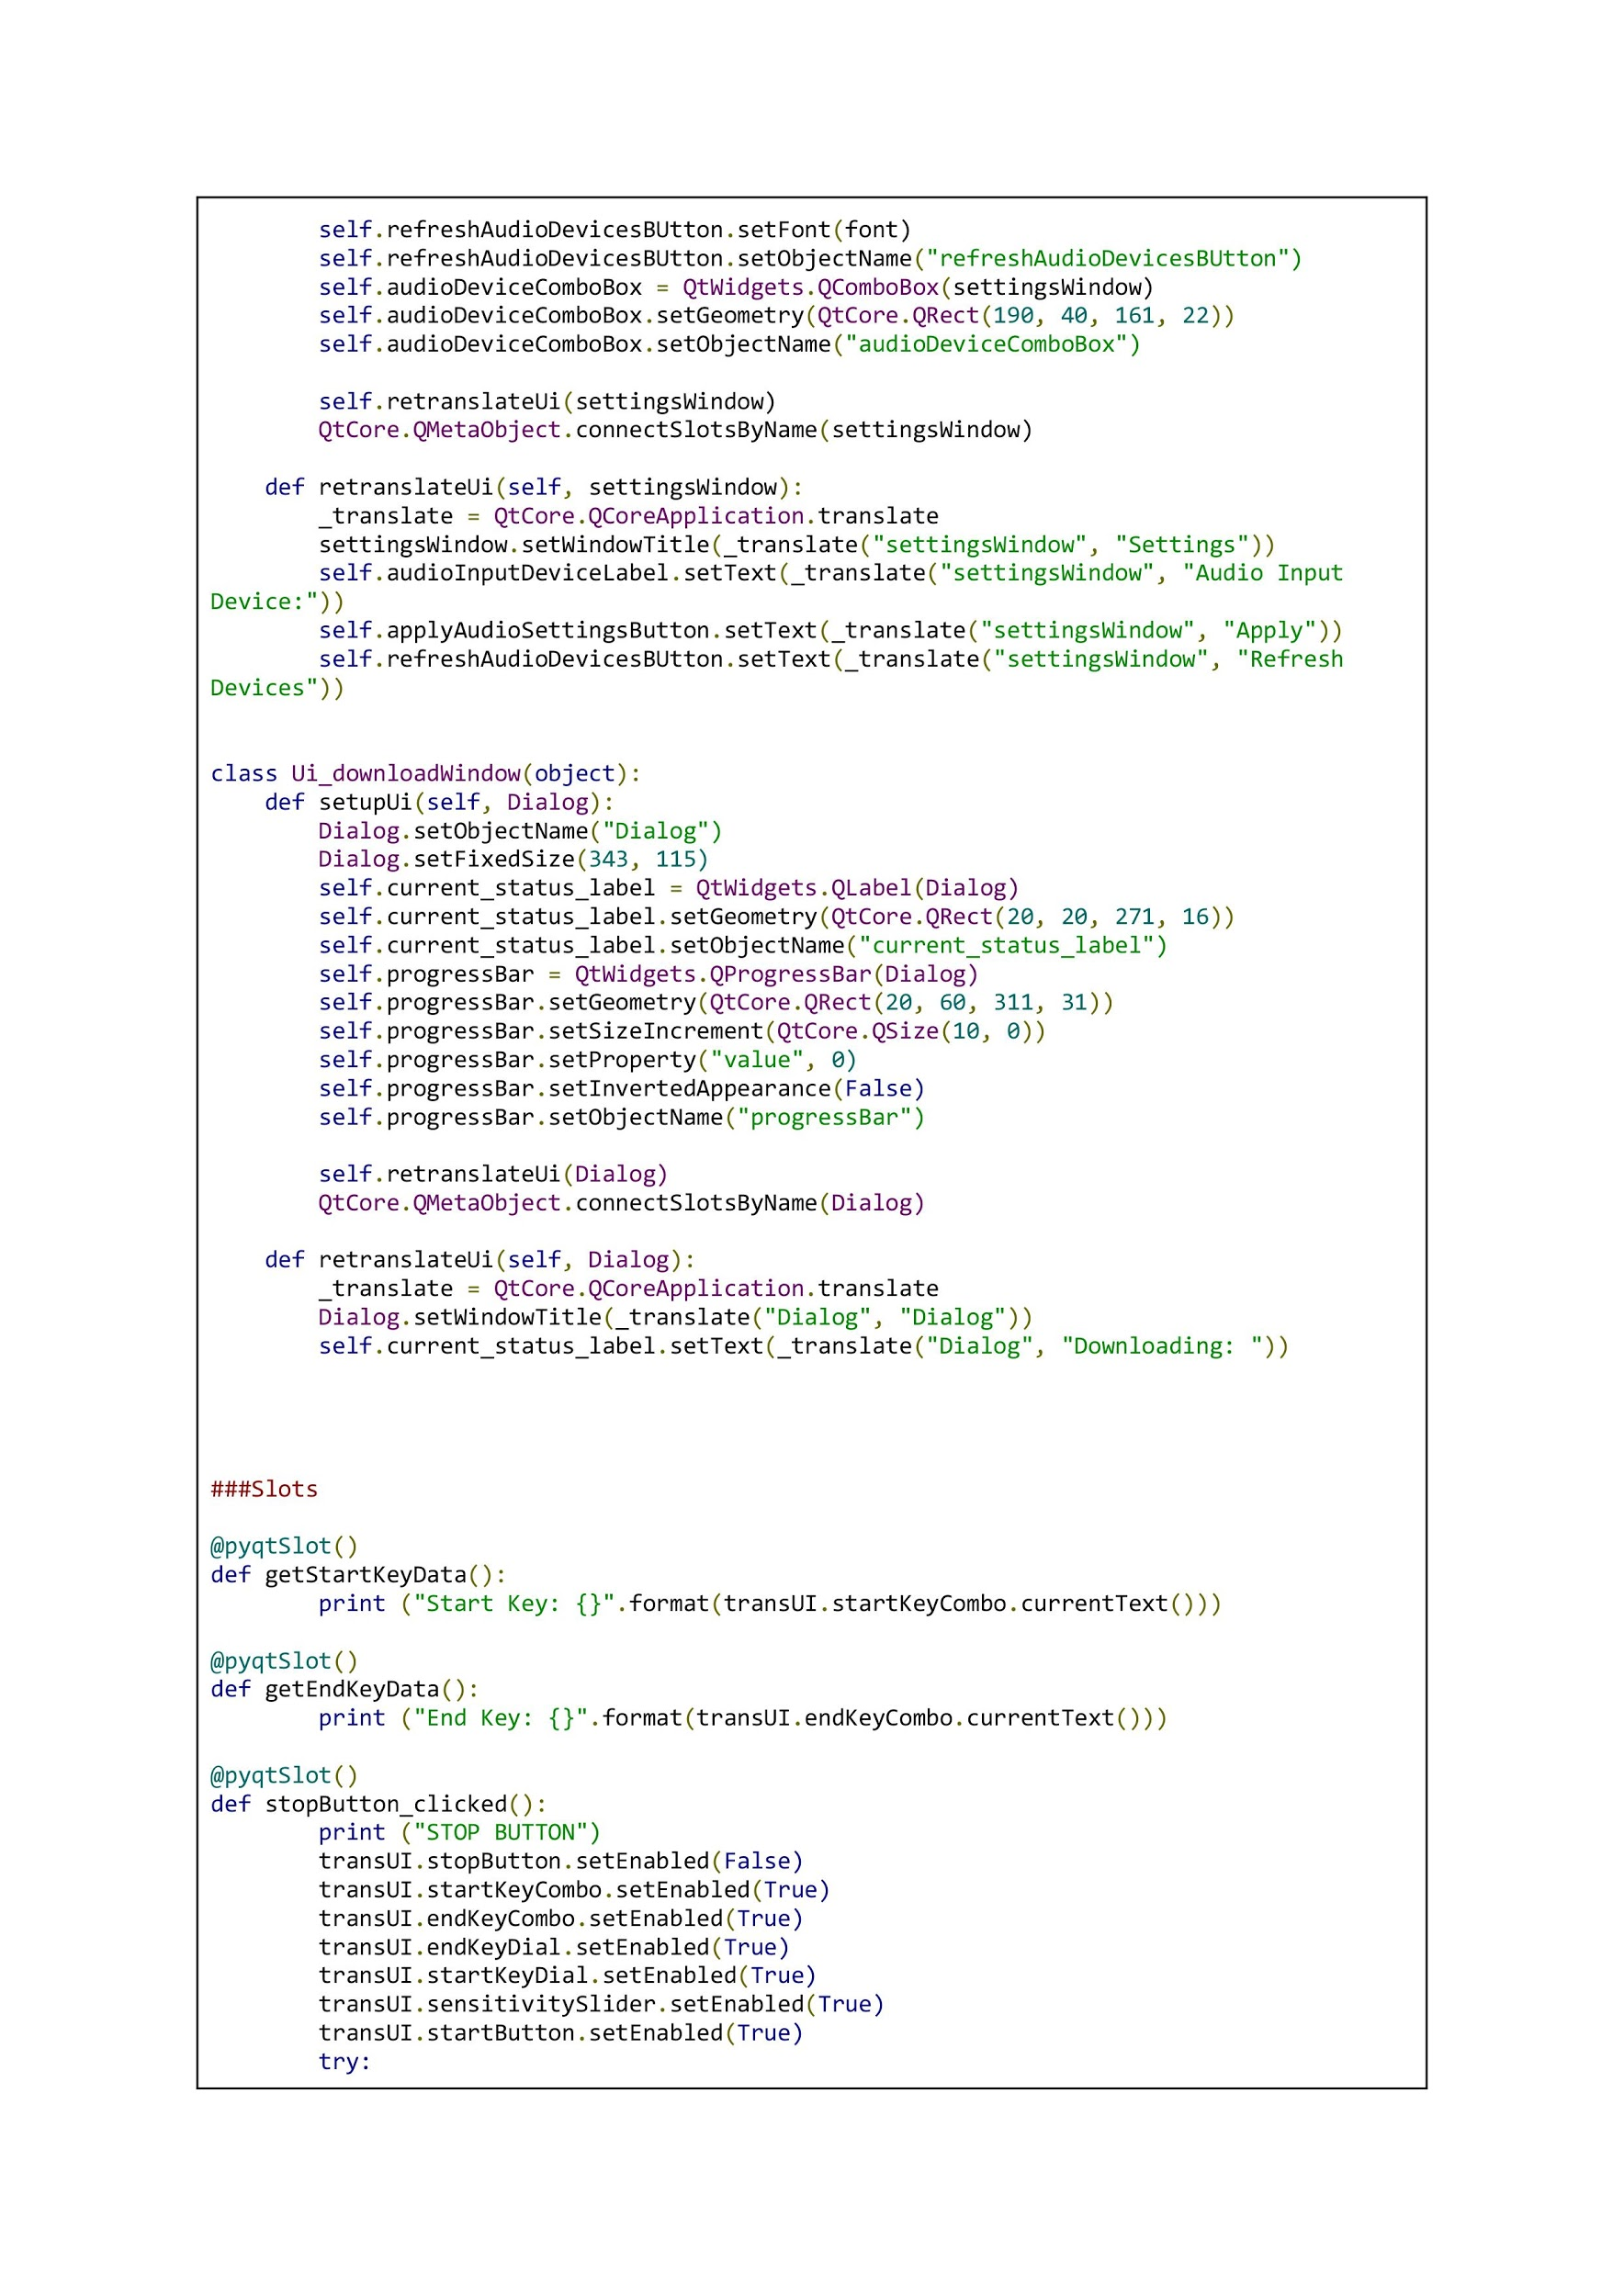 self.refreshAudioDevicesBUtton.setFont(font)
        self.refreshAudioDevicesBUtton.setObjectName("refreshAudioDevicesBUtton")
        self.audioDeviceComboBox = QtWidgets.QComboBox(settingsWindow)
        self.audioDeviceComboBox.setGeometry(QtCore.QRect(190, 40, 161, 22))
        self.audioDeviceComboBox.setObjectName("audioDeviceComboBox")

        self.retranslateUi(settingsWindow)
        QtCore.QMetaObject.connectSlotsByName(settingsWindow)

    def retranslateUi(self, settingsWindow):
        _translate = QtCore.QCoreApplication.translate
        settingsWindow.setWindowTitle(_translate("settingsWindow", "Settings"))
        self.audioInputDeviceLabel.setText(_translate("settingsWindow", "Audio Input
Device:"))
        self.applyAudioSettingsButton.setText(_translate("settingsWindow", "Apply"))
        self.refreshAudioDevicesBUtton.setText(_translate("settingsWindow", "Refresh
Devices"))


class Ui_downloadWindow(object):
    def setupUi(self, Dialog):
        Dialog.setObjectName("Dialog")
        Dialog.setFixedSize(343, 115)
        self.current_status_label = QtWidgets.QLabel(Dialog)
        self.current_status_label.setGeometry(QtCore.QRect(20, 20, 271, 16))
        self.current_status_label.setObjectName("current_status_label")
        self.progressBar = QtWidgets.QProgressBar(Dialog)
        self.progressBar.setGeometry(QtCore.QRect(20, 60, 311, 31))
        self.progressBar.setSizeIncrement(QtCore.QSize(10, 0))
        self.progressBar.setProperty("value", 0)
        self.progressBar.setInvertedAppearance(False)
        self.progressBar.setObjectName("progressBar")

        self.retranslateUi(Dialog)
        QtCore.QMetaObject.connectSlotsByName(Dialog)

    def retranslateUi(self, Dialog):
        _translate = QtCore.QCoreApplication.translate
        Dialog.setWindowTitle(_translate("Dialog", "Dialog"))
        self.current_status_label.setText(_translate("Dialog", "Downloading: "))




###Slots

@pyqtSlot()
def getStartKeyData():
        print ("Start Key: {}".format(transUI.startKeyCombo.currentText()))

@pyqtSlot()
def getEndKeyData():
        print ("End Key: {}".format(transUI.endKeyCombo.currentText()))

@pyqtSlot()
def stopButton_clicked():
        print ("STOP BUTTON")
        transUI.stopButton.setEnabled(False)
        transUI.startKeyCombo.setEnabled(True)
        transUI.endKeyCombo.setEnabled(True)
        transUI.endKeyDial.setEnabled(True)
        transUI.startKeyDial.setEnabled(True)
        transUI.sensitivitySlider.setEnabled(True)
        transUI.startButton.setEnabled(True)
        try: